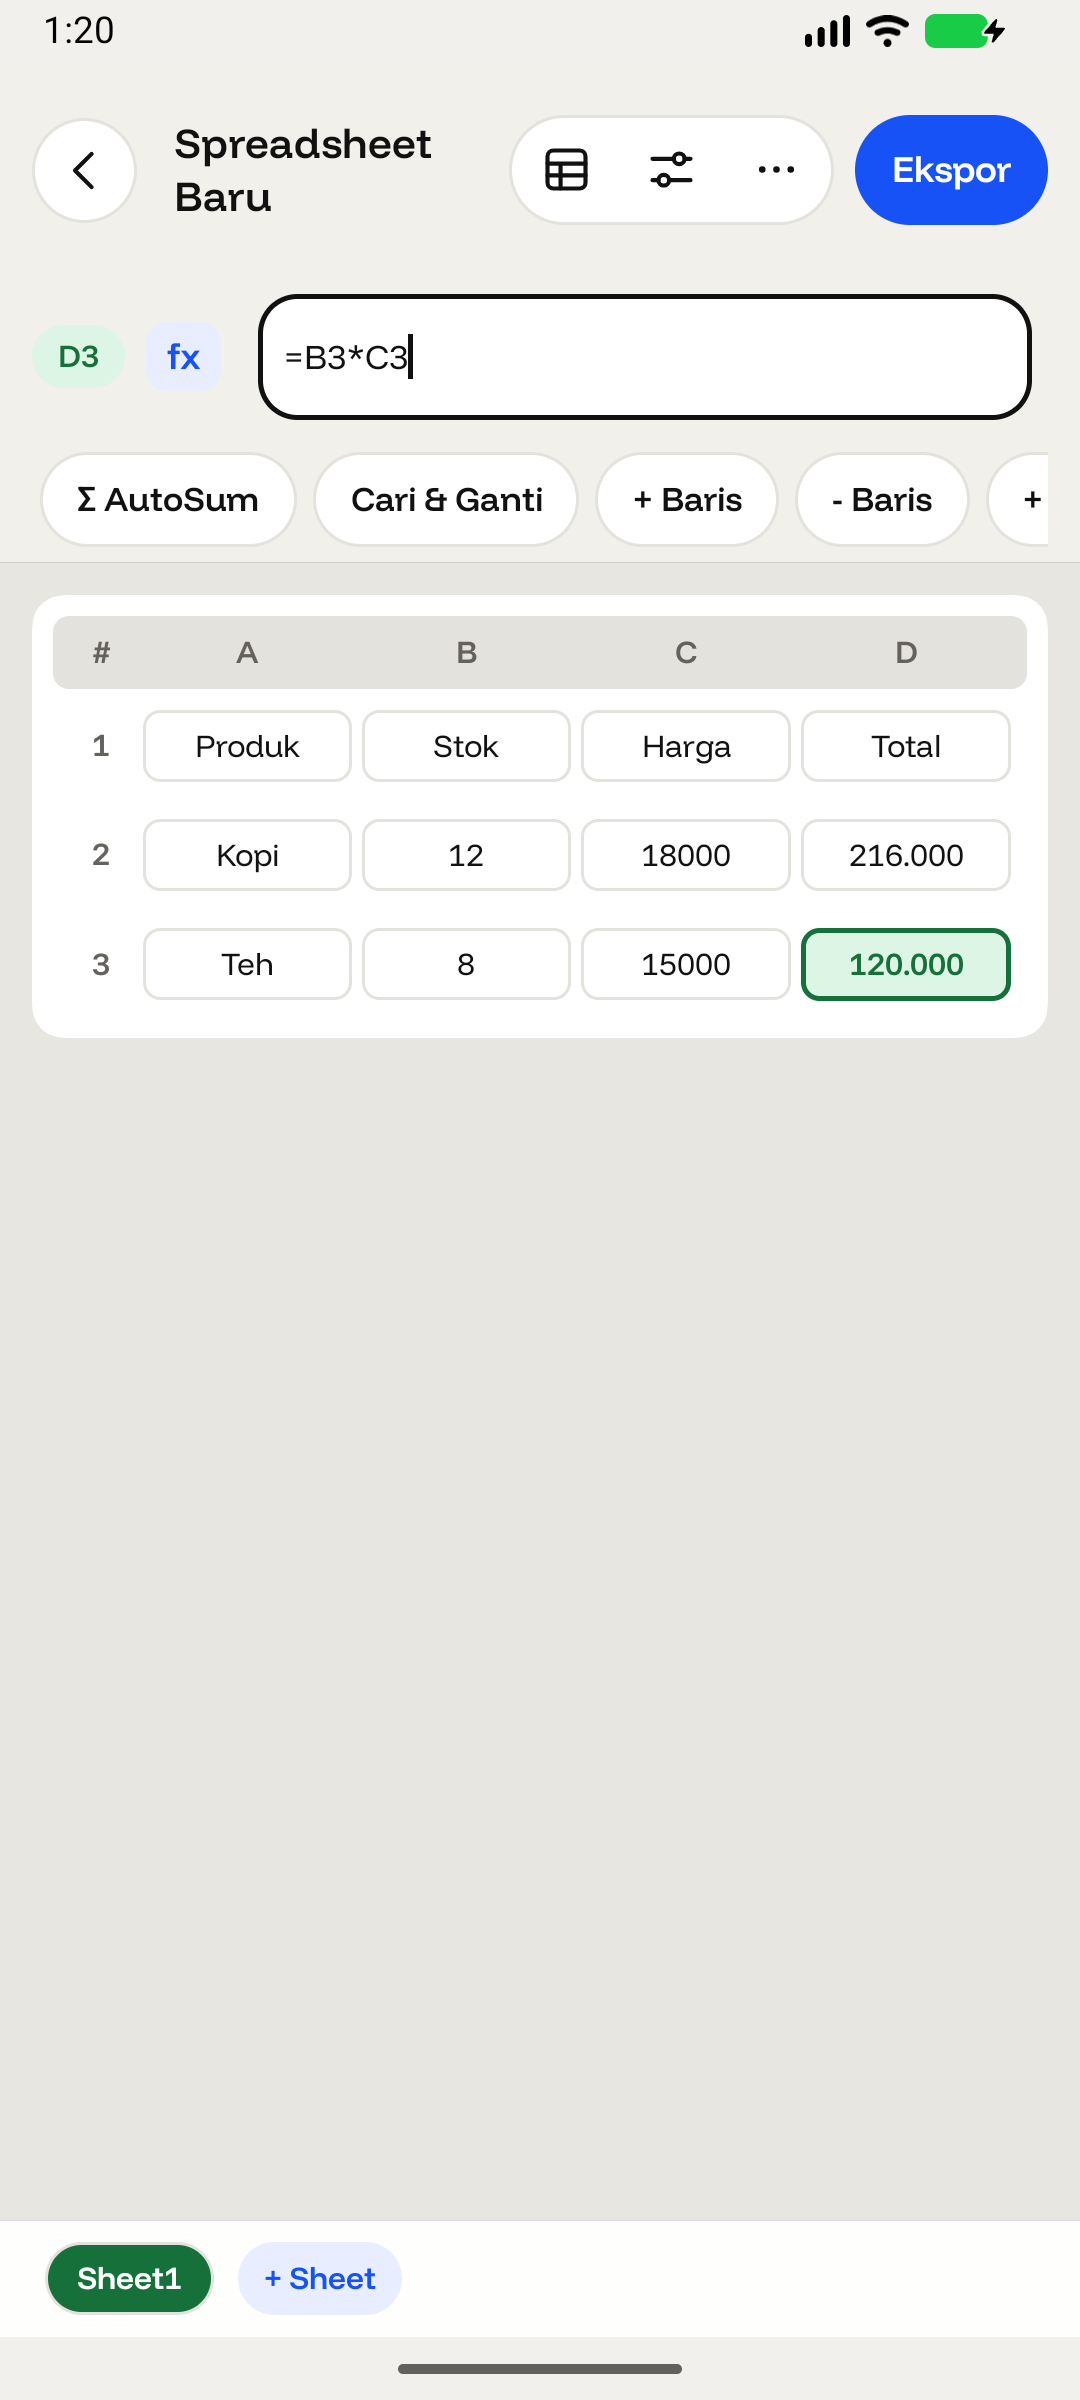 1:20
Spreadsheet
Baru
Ekspor
D3 fx =B3*C3
Σ AutoSum Cari & Ganti + Baris - Baris +
# A B C D
1 Produk Stok Harga Total
2 Kopi 12 18000 216.000
3 Teh 8 15000 120.000
Sheet1 + Sheet